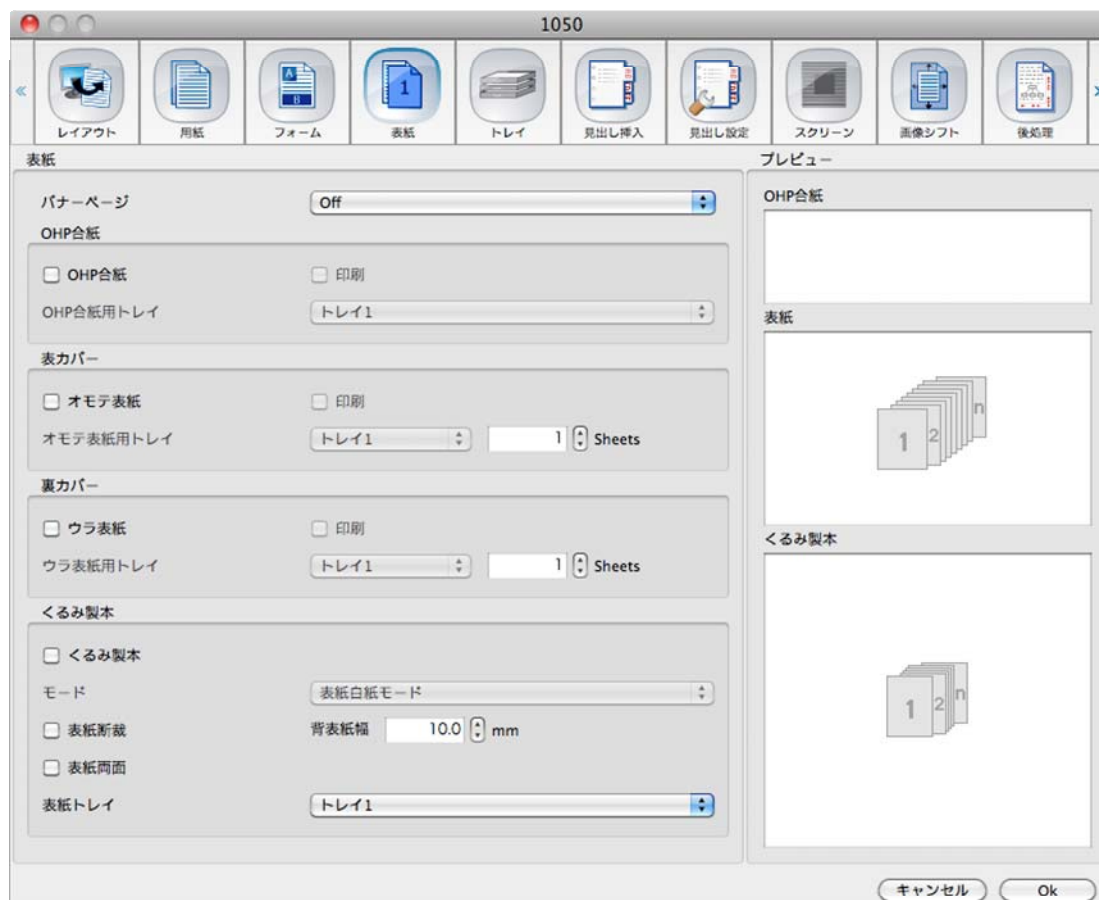 1050
«
レイアウト 用紙 フォーム 表紙 トレイ 見出し挿入 見出し設定 スクリーン 画像シフト 後処理
表紙
バナーページ Off
OHP合紙
OHP合紙 印刷
OHP合紙用トレイ トレイ1
表カバー
オモテ表紙 印刷
オモテ表紙用トレイ トレイ1 1 Sheets
裏カバー
ウラ表紙 印刷
ウラ表紙用トレイ トレイ1 1 Sheets
くるみ製本
くるみ製本
モード 表紙白紙モード
表紙断裁 背表紙幅 10.0 mm
表紙両面
表紙トレイ トレイ1
プレビュー
OHP合紙
表紙
1 2 n
くるみ製本
1 2 n
キャンセル Ok